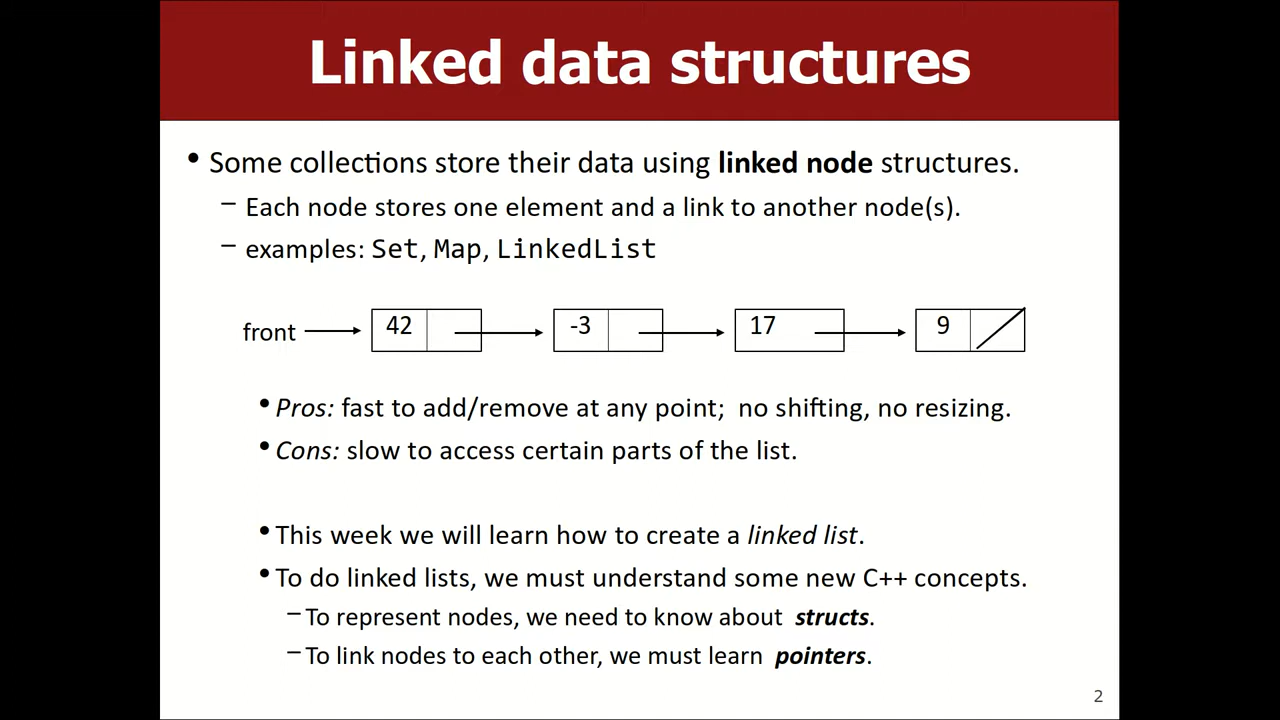 Linked data structures
• Some collections store their data using linked node structures.
– Each node stores one element and a link to another node(s).
– examples: Set, Map, LinkedList
front 42 -3 17 9
• Pros: fast to add/remove at any point; no shifting, no resizing.
• Cons: slow to access certain parts of the list.
• This week we will learn how to create a linked list.
• To do linked lists, we must understand some new C++ concepts.
– To represent nodes, we need to know about structs.
– To link nodes to each other, we must learn pointers.
2